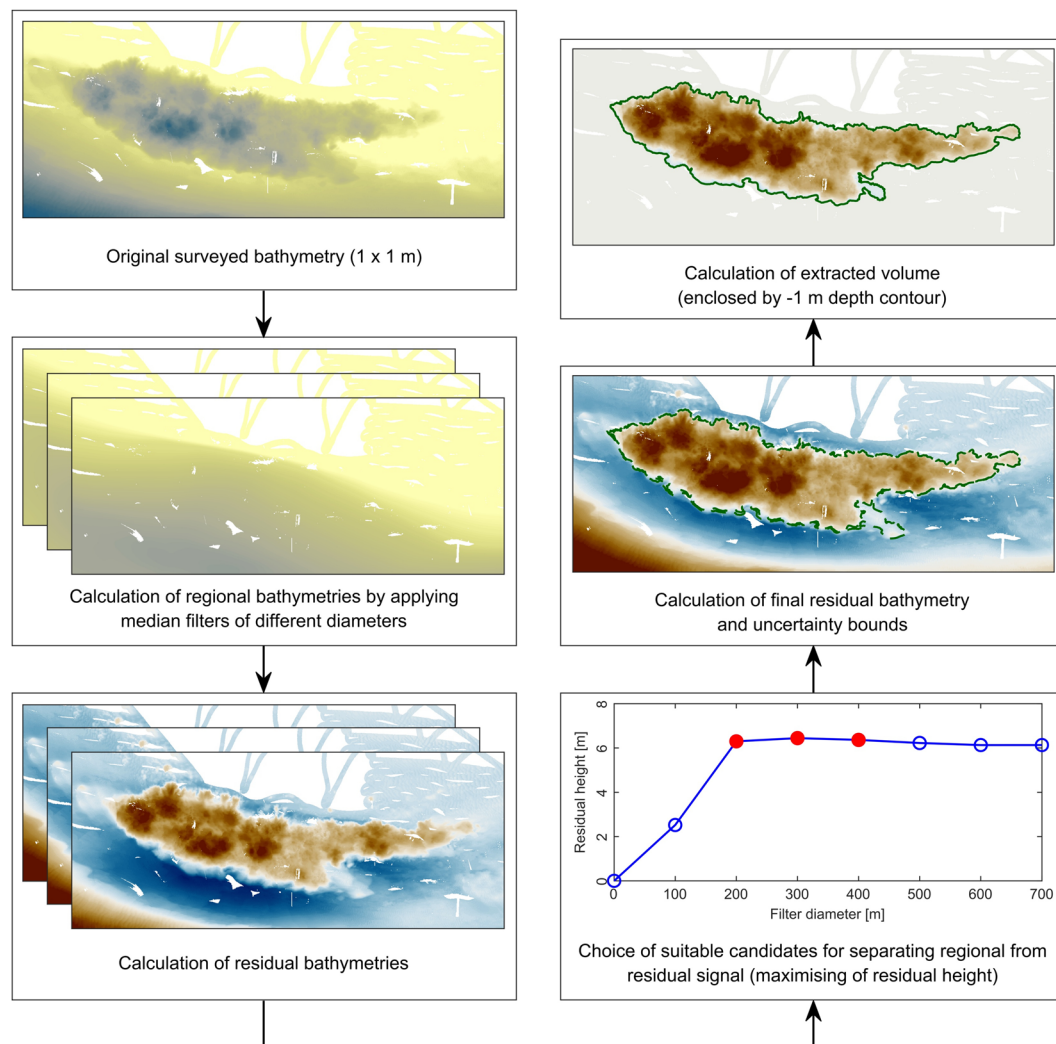 Original surveyed bathymetry (1 x 1 m)
Calculation of regional bathymetries by applying
median filters of different diameters
Calculation of residual bathymetries
Calculation of extracted volume
(enclosed by -1 m depth contour)
Calculation of final residual bathymetry
and uncertainty bounds
8
6
4
2
0
Residual height [m]
0 100 200 300 400 500 600 700
Filter diameter [m]
Choice of suitable candidates for separating regional from
residual signal (maximising of residual height)